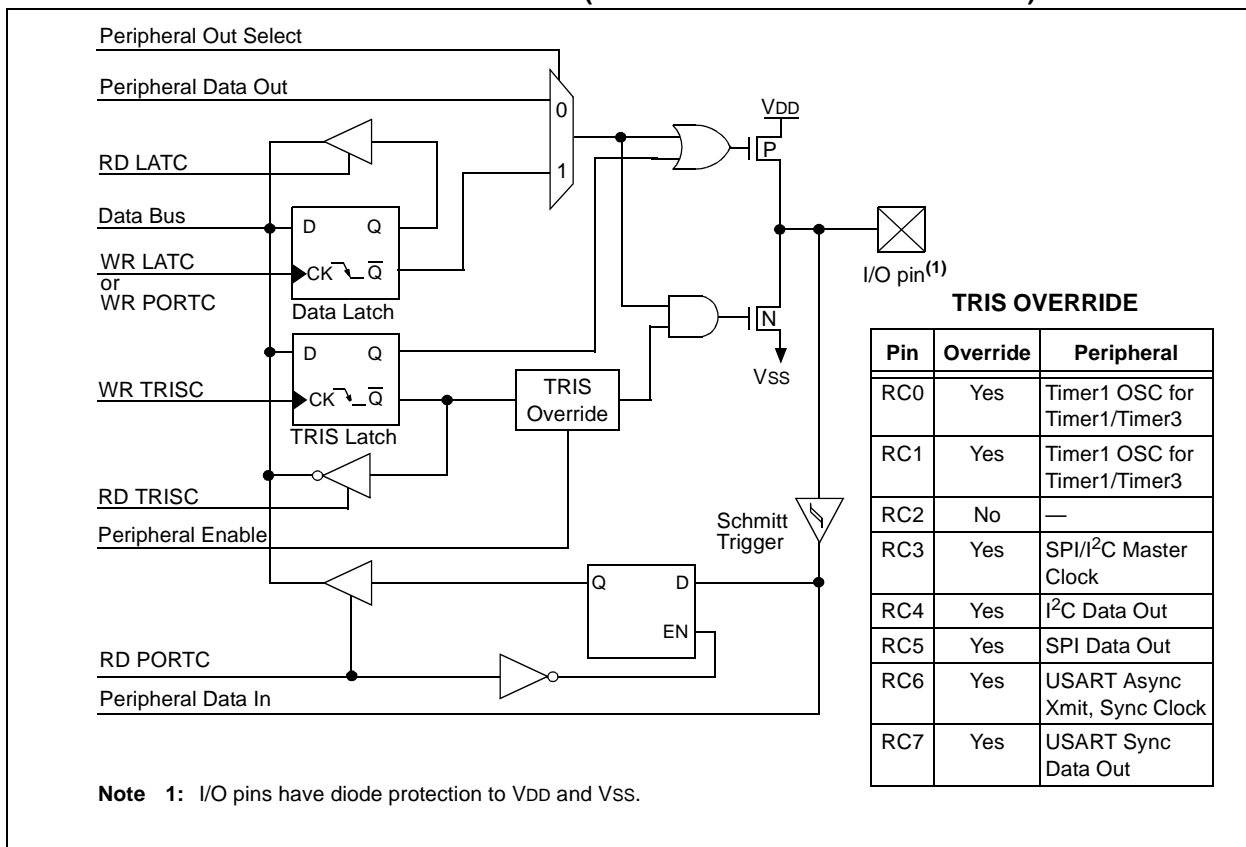 Peripheral Out Select
Peripheral Data Out
0
1
VDD
P
RD LATC
Data Bus
D Q
WR LATC
or
WR PORTC
CK Q̅
Data Latch
I/O pin(1)
N
VSS
D Q
WR TRISC
CK Q̅
TRIS Latch
TRIS
Override
RD TRISC
Peripheral Enable
Schmitt
Trigger
Q D
EN
RD PORTC
Peripheral Data In
TRIS OVERRIDE
Pin Override Peripheral
RC0 Yes Timer1 OSC for
Timer1/Timer3
RC1 Yes Timer1 OSC for
Timer1/Timer3
RC2 No —
RC3 Yes SPI/I2C Master
Clock
RC4 Yes I2C Data Out
RC5 Yes SPI Data Out
RC6 Yes USART Async
Xmit, Sync Clock
RC7 Yes USART Sync
Data Out
Note 1: I/O pins have diode protection to VDD and VSS.